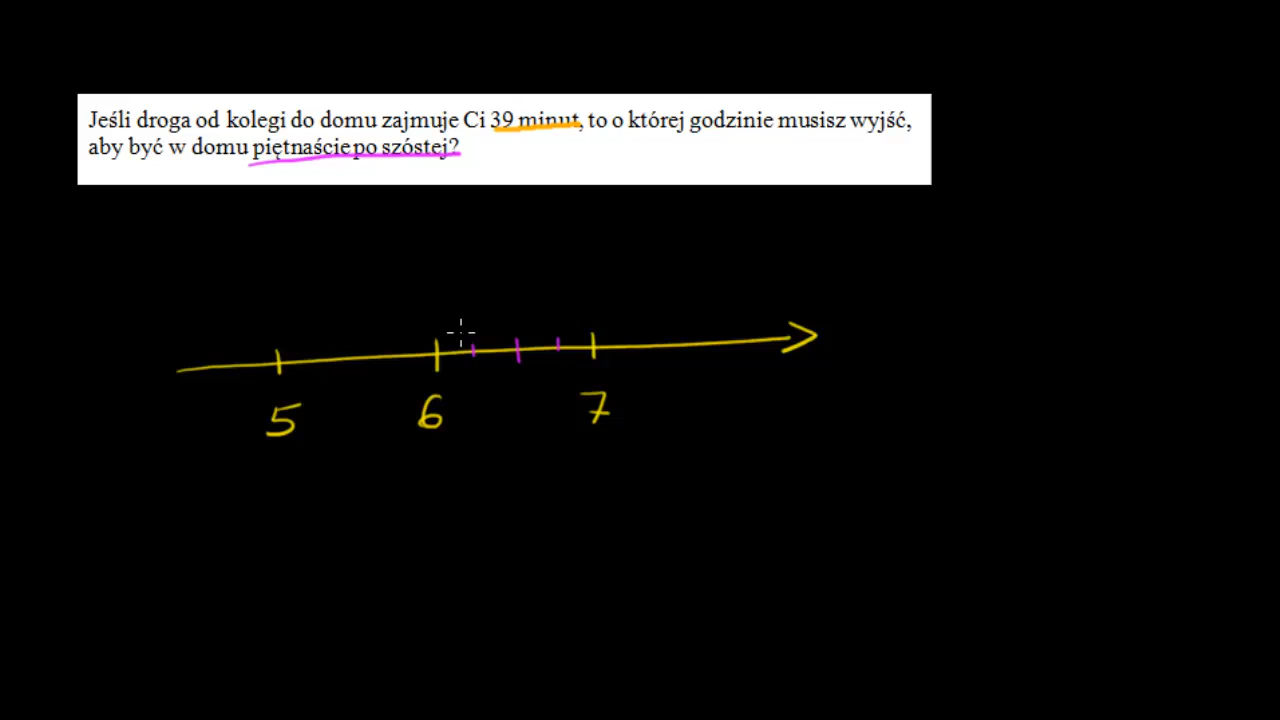 Jeśli droga od kolegi do domu zajmuje Ci 39 minut, to o której godzinie musisz wyjść,
aby być w domu piętnaście po szóstej?
5 6 7